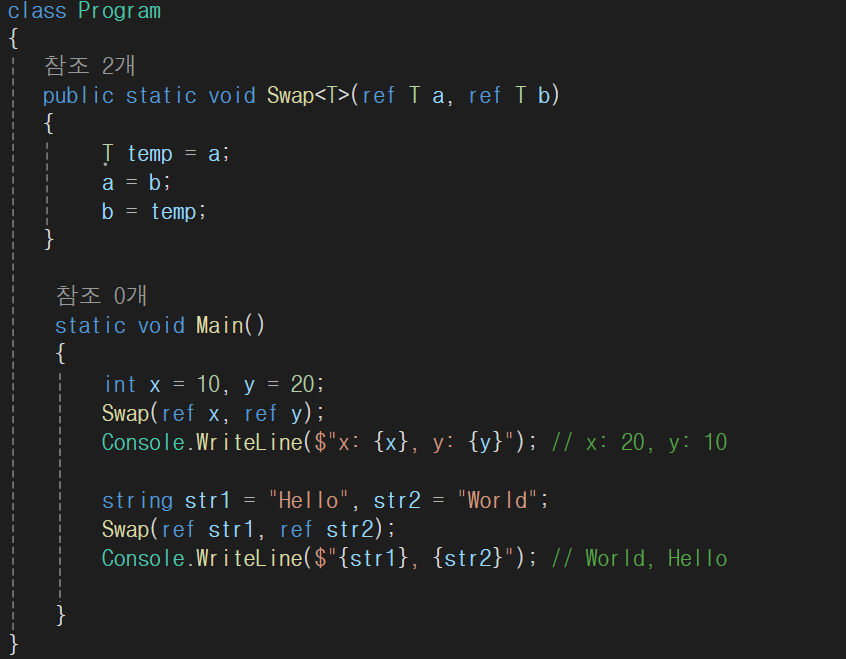 class Program
{
참조 2개
public static void Swap<T>(ref T a, ref T b)
{
T temp = a;
a = b;
b = temp;
}
참조 0개
static void Main()
{
int x = 10, y = 20;
Swap(ref x, ref y);
Console.WriteLine($"x: {x}, y: {y}"); // x: 20, y: 10
string str1 = "Hello", str2 = "World";
Swap(ref str1, ref str2);
Console.WriteLine($"{str1}, {str2}"); // World, Hello
}
}